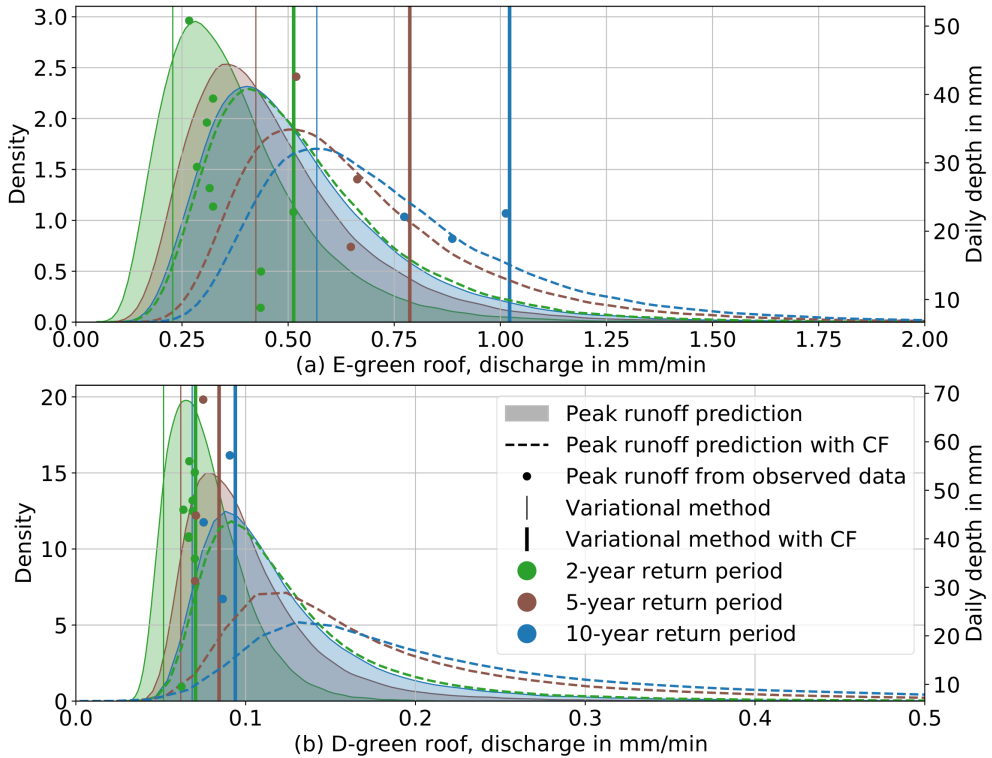 3.0
2.5
2.0
1.5
1.0
0.5
0.0
Density
50
40
30
20
10
Daily depth in mm
0.00 0.25 0.50 0.75 1.00 1.25 1.50 1.75 2.00
(a) E-green roof, discharge in mm/min
20
15
10
5
0
Density
70
60
50
40
30
20
10
Daily depth in mm
Peak runoff prediction
Peak runoff prediction with CF
Peak runoff from observed data
Variational method
Variational method with CF
2-year return period
5-year return period
10-year return period
0.0 0.1 0.2 0.3 0.4 0.5
(b) D-green roof, discharge in mm/min